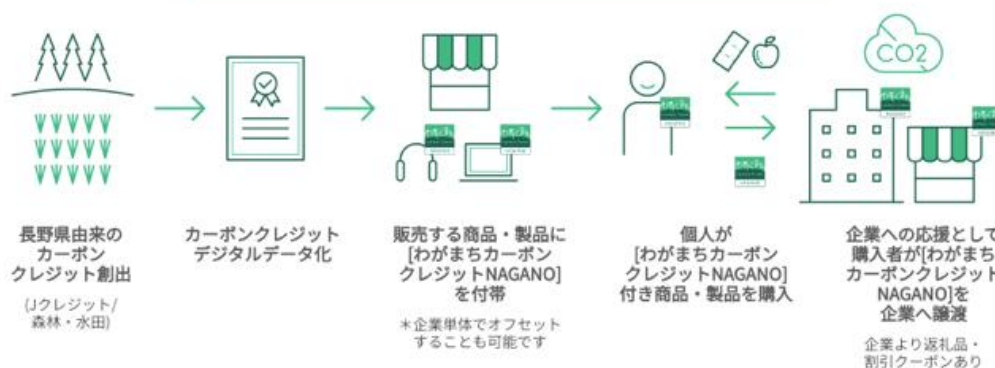 CO2
長野県由来の
カーボン
クレジット創出
(Jクレジット/
森林・水田)
カーボンクレジット
デジタルデータ化
販売する商品・製品に
[わがまちカーボン
クレジットNAGANO]
を付帯
＊企業単体でオフセット
することも可能です
個人が
[わがまちカーボン
クレジットNAGANO]
付き商品・製品を購入
企業への応援として
購入者が[わがまち
カーボンクレジット
NAGANO]を
企業へ譲渡
企業より返礼品・
割引クーポンあり